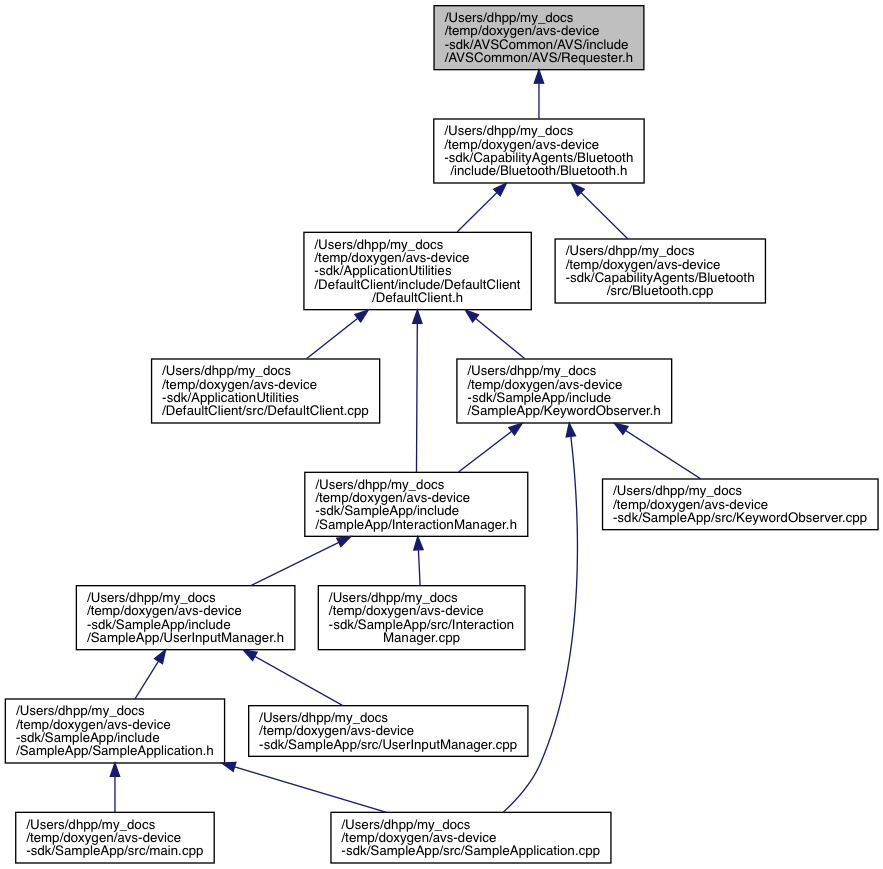 /Users/dhpp/my_docs
/temp/doxygen/avs-device
-sdk/AVSCommon/AVS/include
/AVSCommon/AVS/Requester.h
/Users/dhpp/my_docs
/temp/doxygen/avs-device
-sdk/CapabilityAgents/Bluetooth
/include/Bluetooth/Bluetooth.h
/Users/dhpp/my_docs
/temp/doxygen/avs-device
-sdk/ApplicationUtilities
/DefaultClient/include/DefaultClient
/DefaultClient.h
/Users/dhpp/my_docs
/temp/doxygen/avs-device
-sdk/CapabilityAgents/Bluetooth
/src/Bluetooth.cpp
/Users/dhpp/my_docs
/temp/doxygen/avs-device
-sdk/ApplicationUtilities
/DefaultClient/src/DefaultClient.cpp
/Users/dhpp/my_docs
/temp/doxygen/avs-device
-sdk/SampleApp/include
/SampleApp/KeywordObserver.h
/Users/dhpp/my_docs
/temp/doxygen/avs-device
-sdk/SampleApp/include
/SampleApp/InteractionManager.h
/Users/dhpp/my_docs
/temp/doxygen/avs-device
-sdk/SampleApp/src/KeywordObserver.cpp
/Users/dhpp/my_docs
/temp/doxygen/avs-device
-sdk/SampleApp/include
/SampleApp/UserInputManager.h
/Users/dhpp/my_docs
/temp/doxygen/avs-device
-sdk/SampleApp/src/Interaction
Manager.cpp
/Users/dhpp/my_docs
/temp/doxygen/avs-device
-sdk/SampleApp/include
/SampleApp/SampleApplication.h
/Users/dhpp/my_docs
/temp/doxygen/avs-device
-sdk/SampleApp/src/UserInputManager.cpp
/Users/dhpp/my_docs
/temp/doxygen/avs-device
-sdk/SampleApp/src/main.cpp
/Users/dhpp/my_docs
/temp/doxygen/avs-device
-sdk/SampleApp/src/SampleApplication.cpp